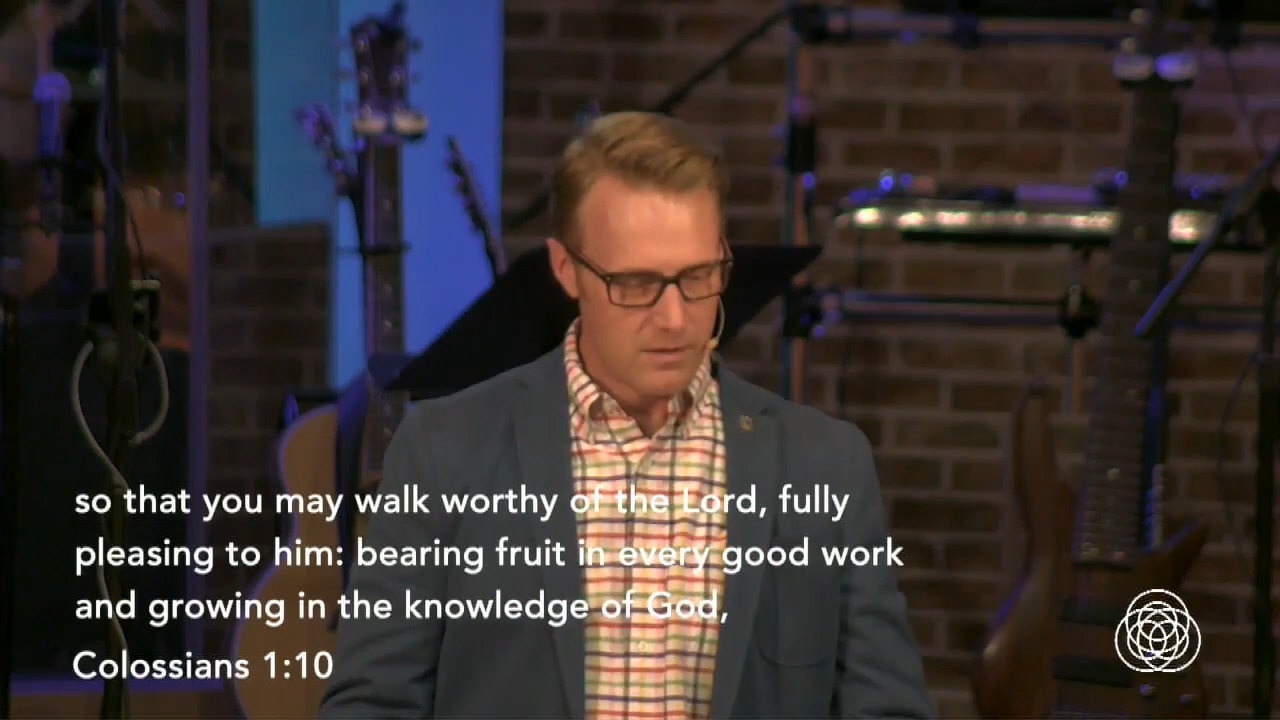 so that you may walk worthy of the Lord, fully
pleasing to him: bearing fruit in every good work
and growing in the knowledge of God,
Colossians 1:10